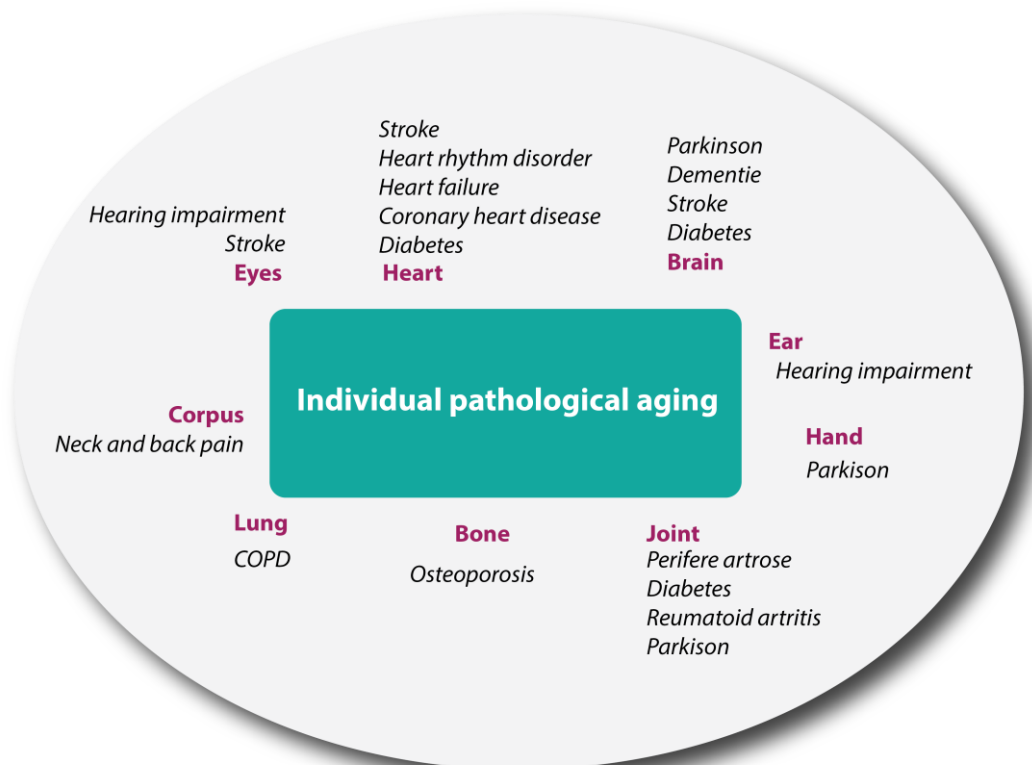 Stroke
Heart rhythm disorder
Heart failure
Coronary heart disease
Diabetes
Heart
Parkinson
Dementie
Stroke
Diabetes
Brain
Hearing impairment
Stroke
Eyes
Ear
Hearing impairment
Individual pathological aging
Corpus
Neck and back pain
Hand
Parkison
Lung
COPD
Bone
Osteoporosis
Joint
Perifere artrose
Diabetes
Reumatoid artritis
Parkison